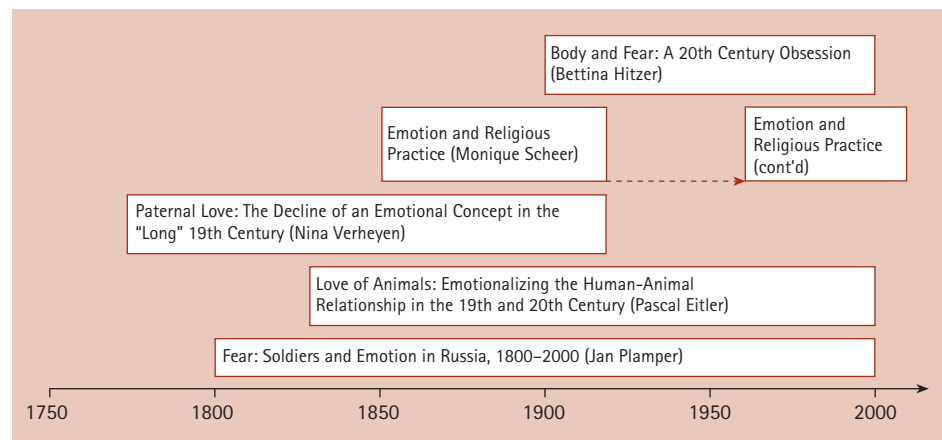 Body and Fear: A 20th Century Obsession
(Bettina Hitzer)
Emotion and Religious
Practice (Monique Scheer)
Emotion and
Religious Practice
(cont'd)
Paternal Love: The Decline of an Emotional Concept in the
“Long” 19th Century (Nina Verheyen)
Love of Animals: Emotionalizing the Human-Animal
Relationship in the 19th and 20th Century (Pascal Eitler)
Fear: Soldiers and Emotion in Russia, 1800–2000 (Jan Plamper)
1750 1800 1850 1900 1950 2000